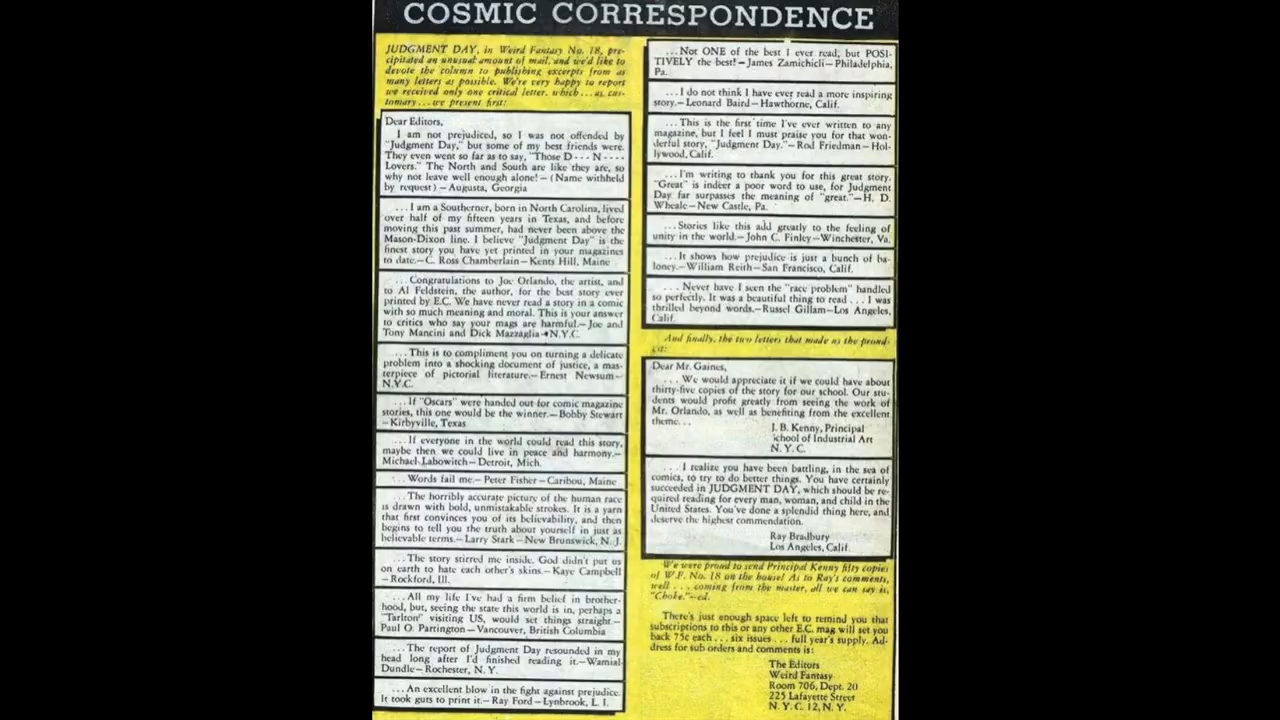 COSMIC CORRESPONDENCE
JUDGMENT DAY, in Weird Fantasy No. 18, pre-
cipitated an unusual amount of mail, and we'd like to
devote the column to publishing excerpts from as
many letters as possible. We're very happy to report
we received only one critical letter, which...as cus-
tomary...we present first:
Dear Editors,
I am not prejudiced, so I was not offended by
"Judgment Day," but some of my best friends were.
They even went so far as to say, "Those D--- N----
Lovers." The North and South are like they are, so
why not leave well enough alone!—(Name withheld
by request)—Augusta, Georgia
...I am a Southerner, born in North Carolina, lived
over half of my fifteen years in Texas, and before
moving this past summer, had never been above the
Mason-Dixon line. I believe "Judgment Day" is the
finest story you have yet printed in your magazines
to date.—C. Ross Chamberlain—Kents Hill, Maine
...Congratulations to Joe Orlando, the artist, and
to Al Feldstein, the author, for the best story ever
printed by E.C. We have never read a story in a comic
with so much meaning and moral. This is your answer
to critics who say your mags are harmful.—Joe and
Tony Mancini and Dick Mazzaglia—N.Y.C.
...This is to compliment you on turning a delicate
problem into a shocking document of justice, a mas-
terpiece of pictorial literature.—Ernest Newsum—
N.Y.C.
...If "Oscars" were handed out for comic magazine
stories, this one would be the winner.—Bobby Stewart
—Kirbyville, Texas
...If everyone in the world could read this story,
maybe then we could live in peace and harmony.—
Michael Labowitch—Detroit, Mich.
...Words fail me.—Peter Fisher—Caribou, Maine
...The horribly accurate picture of the human race
is drawn with bold, unmistakable strokes. It is a yarn
that first convinces you of its believability, and then
begins to tell you the truth about yourself in just as
believable terms.—Larry Stark—New Brunswick, N. J.
...The story stirred me inside. God didn't put us
on earth to hate each other's skins.—Kaye Campbell
—Rockford, Ill.
...All my life I've had a firm belief in brother-
hood, but, seeing the state this world is in, perhaps a
"Tarlton" visiting US, would set things straight—
Paul O. Partington—Vancouver, British Columbia
...The report of Judgment Day resounded in my
head long after I'd finished reading it.—Wamial
Dundle—Rochester, N. Y.
...An excellent blow in the fight against prejudice.
It took guts to print it.—Ray Ford—Lynbrook, L. I.
...Not ONE of the best I ever read, but POSI-
TIVELY the best!—James Zamichicli—Philadelphia,
Pa.
...I do not think I have ever read a more inspiring
story.—Leonard Baird—Hawthorne, Calif.
...This is the first time I've ever written to any
magazine, but I feel I must praise you for that won-
derful story, "Judgment Day."—Rod Friedman—Hol-
lywood, Calif.
...I'm writing to thank you for this great story.
"Great" is indeer a poor word to use, for Judgment
Day far surpasses the meaning of "great."—H. D.
Wheale—New Castle, Pa.
...Stories like this add greatly to the feeling of
unity in the world.—John C. Finley—Winchester, Va.
...It shows how prejudice is just a bunch of ba-
loney.—William Reith—San Francisco, Calif.
...Never have I seen the "race problem" handled
so perfectly. It was a beautiful thing to read...I was
thrilled beyond words.—Russel Gillam—Los Angeles,
Calif.
And finally, the two letters that made us the proud-
est:
Dear Mr. Gaines,
...We would appreciate it if we could have about
thirty-five copies of the story for our school. Our stu-
dents would profit greatly from seeing the work of
Mr. Orlando, as well as benefiting from the excellent
theme...
J. B. Kenny, Principal
School of Industrial Art
N. Y. C.
...I realize you have been battling, in the sea of
comics, to try to do better things. You have certainly
succeeded in JUDGMENT DAY, which should be re-
quired reading for every man, woman, and child in the
United States. You've done a splendid thing here, and
deserve the highest commendation.
Ray Bradbury
Los Angeles, Calif.
We were proud to send Principal Kenny fifty copies
of W.F. No. 18 on the house! As to Ray's comments,
well...coming from the master, all we can say is,
"Choke."—ed.
There's just enough space left to remind you that
subscriptions to this or any other E.C. mag will set you
back 75c each...six issues...full year's supply. Ad-
dress for sub orders and comments is:
The Editors
Weird Fantasy
Room 706, Dept. 20
225 Lafayette Street
N. Y. C. 12, N. Y.